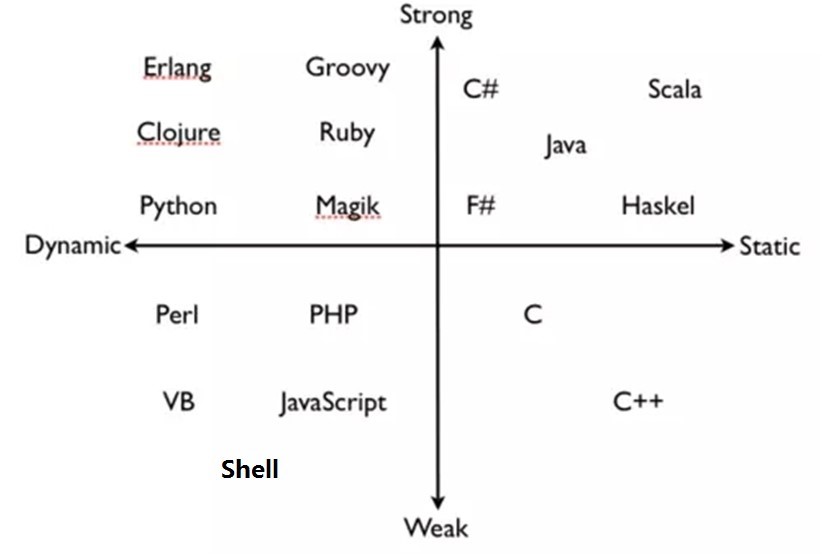 Strong
Erlang Groovy C# Scala
Clojure Ruby Java
Python Magik F# Haskel
Dynamic Static
Perl PHP C
VB JavaScript C++
Shell
Weak